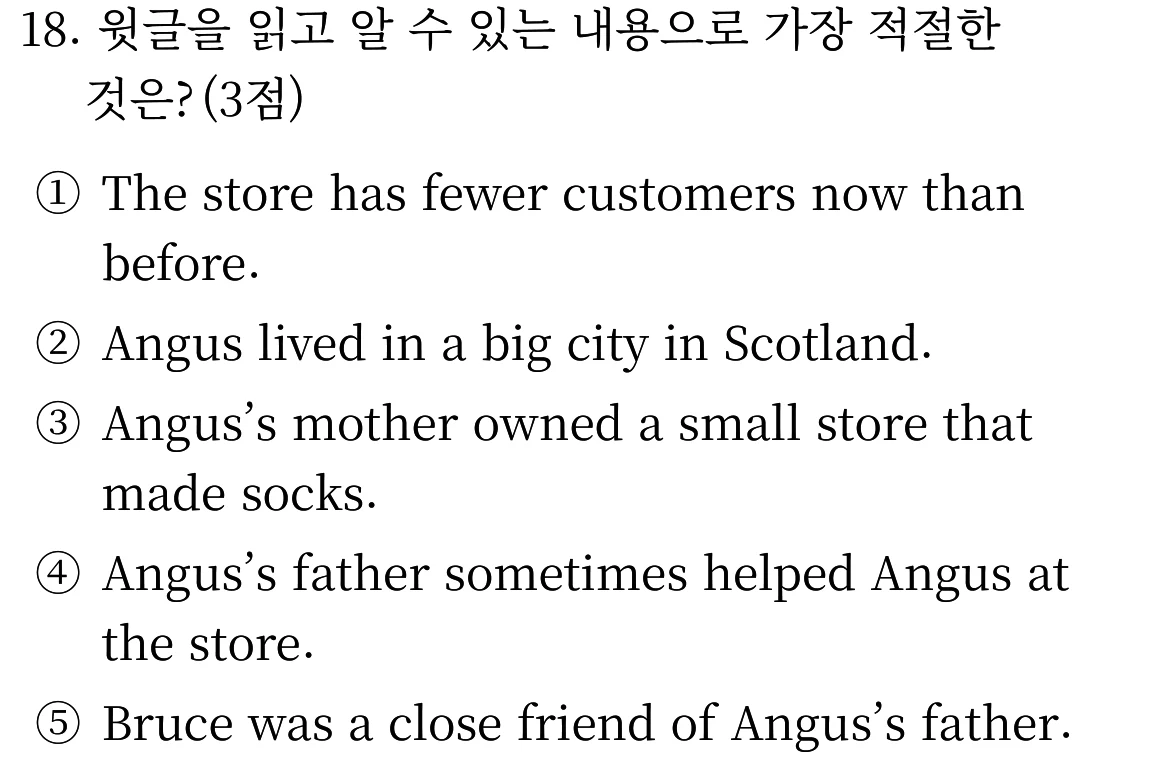 18. 윗글을 읽고 알 수 있는 내용으로 가장 적절한
것은?(3점)
① The store has fewer customers now than
before.
② Angus lived in a big city in Scotland.
③ Angus’s mother owned a small store that
made socks.
④ Angus’s father sometimes helped Angus at
the store.
⑤ Bruce was a close friend of Angus’s father.